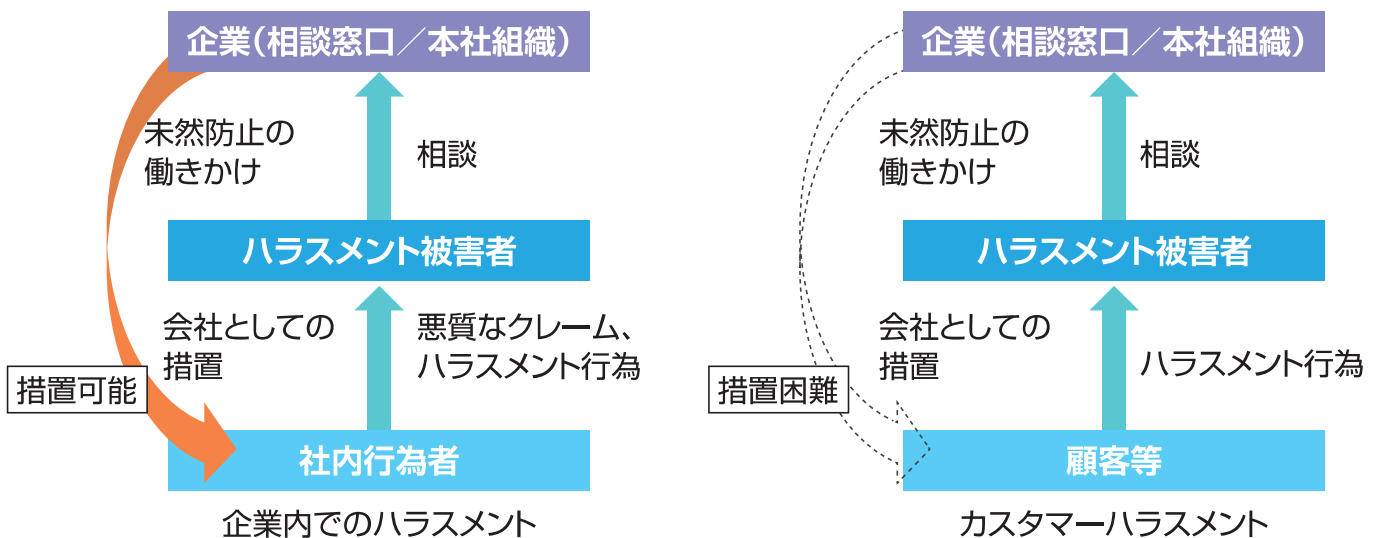 企業（相談窓口／本社組織）
未然防止の
働きかけ
相談
ハラスメント被害者
会社としての
措置
悪質なクレーム、
ハラスメント行為
措置可能
社内行為者
企業内でのハラスメント
企業（相談窓口／本社組織）
未然防止の
働きかけ
相談
ハラスメント被害者
会社としての
措置
ハラスメント行為
措置困難
顧客等
カスタマーハラスメント